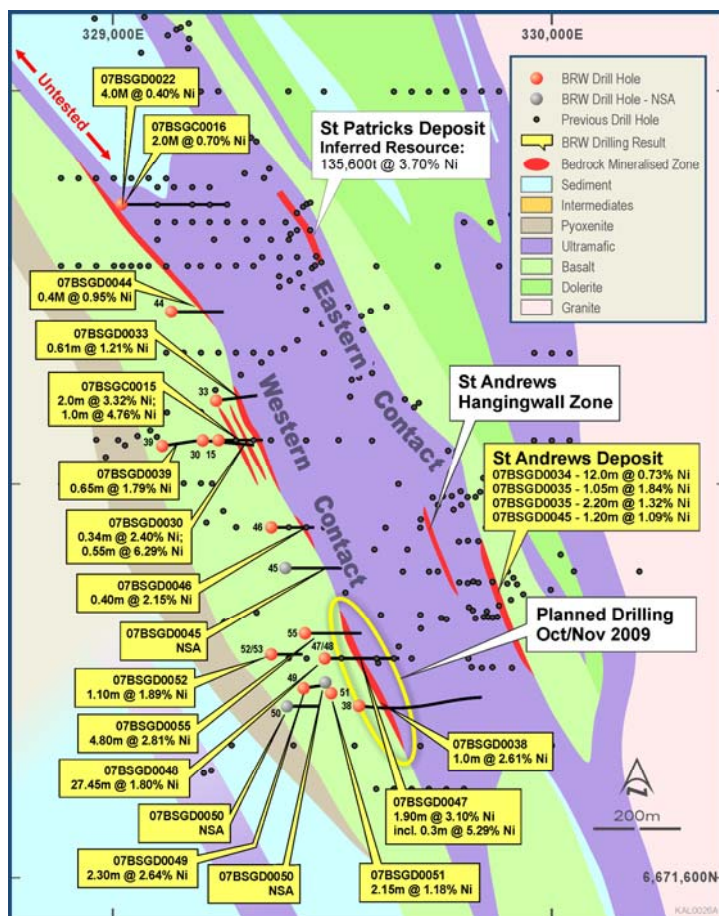 329,000E
330,000E
07BSGD0022
4.0M @ 0.40% Ni
07BSGC0016
2.0M @ 0.70% Ni
Untested
St Patricks Deposit
Inferred Resource:
135,600t @ 3.70% Ni
BRW Drill Hole
BRW Drill Hole - NSA
Previous Drill Hole
BRW Drilling Result
Bedrock Mineralised Zone
Sediment
Intermediates
Pyoxenite
Ultramafic
Basalt
Dolerite
Granite
07BSGD0044
0.4M @ 0.95% Ni
44
07BSGD0033
0.61m @ 1.21% Ni
33
07BSGC0015
2.0m @ 3.32% Ni;
1.0m @ 4.76% Ni
39
30
15
07BSGD0039
0.65m @ 1.79% Ni
07BSGD0030
0.34m @ 2.40% Ni;
0.55m @ 6.29% Ni
Eastern Contact
Western Contact
St Andrews
Hangingwall Zone
St Andrews Deposit
07BSGD0034 - 12.0m @ 0.73% Ni
07BSGD0035 - 1.05m @ 1.84% Ni
07BSGD0035 - 2.20m @ 1.32% Ni
07BSGD0045 - 1.20m @ 1.09% Ni
46
07BSGD0046
0.40m @ 2.15% Ni
45
07BSGD0045
NSA
Planned Drilling
Oct/Nov 2009
55
52/53
47/48
07BSGD0052
1.10m @ 1.89% Ni
49
51
50
38
07BSGD0055
4.80m @ 2.81% Ni
07BSGD0038
1.0m @ 2.61% Ni
07BSGD0040
27.45m @ 1.80% Ni
07BSGD0047
1.90m @ 3.10% Ni
incl. 0.3m @ 5.29% Ni
07BSGD0050
NSA
07BSGD0049
2.30m @ 2.64% Ni
07BSGD0050
NSA
07BSGD0051
2.15m @ 1.18% Ni
200m
6,671,600N
KAL0026A